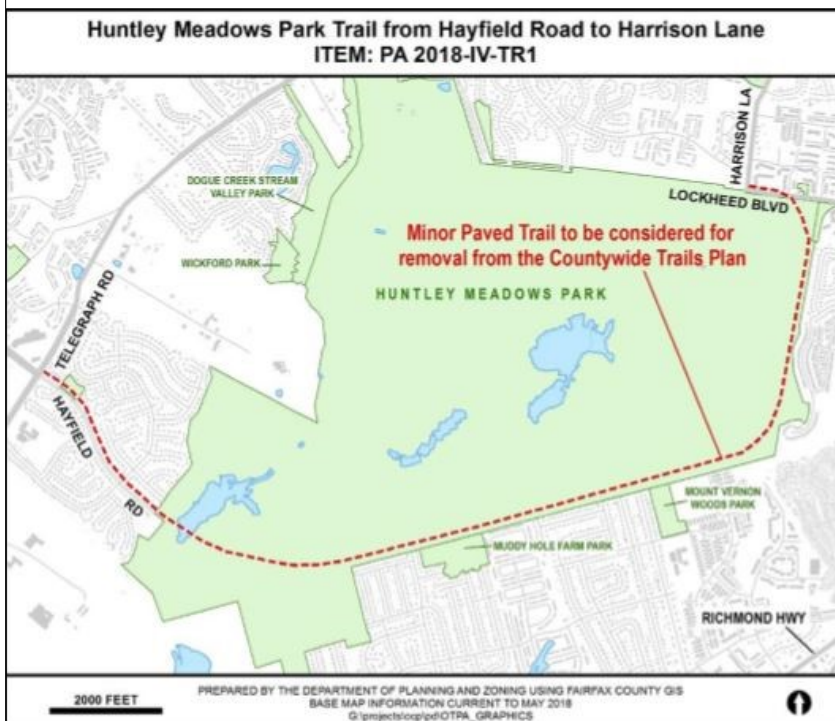 Huntley Meadows Park Trail from Hayfield Road to Harrison Lane
ITEM: PA 2018-IV-TR1
HARRISON LA
DOGUE CREEK STREAM
VALLEY PARK
LOCKHEED BLVD
Minor Paved Trail to be considered for
removal from the Countywide Trails Plan
WICKFORD PARK
HUNTLEY MEADOWS PARK
TELEGRAPH RD
HAYFIELD
RD
MOUNT VERNON
WOODS PARK
MUDDY HOLE FARM PARK
RICHMOND HWY
2000 FEET
PREPARED BY THE DEPARTMENT OF PLANNING AND ZONING USING FAIRFAX COUNTY GIS
BASE MAP INFORMATION CURRENT TO MAY 2018